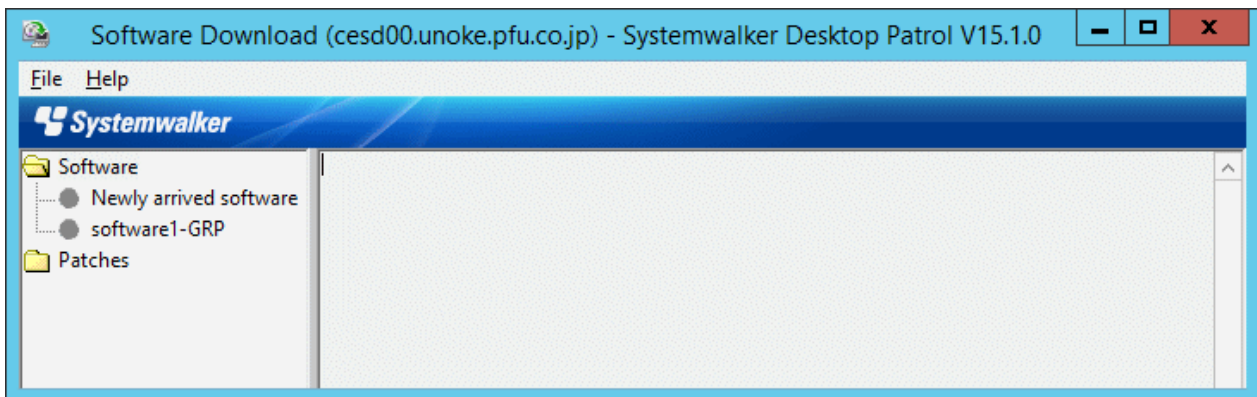 Software Download (cesd00.unoke.pfu.co.jp) - Systemwalker Desktop Patrol V15.1.0
File Help
Systemwalker
Software
Newly arrived software
software1-GRP
Patches